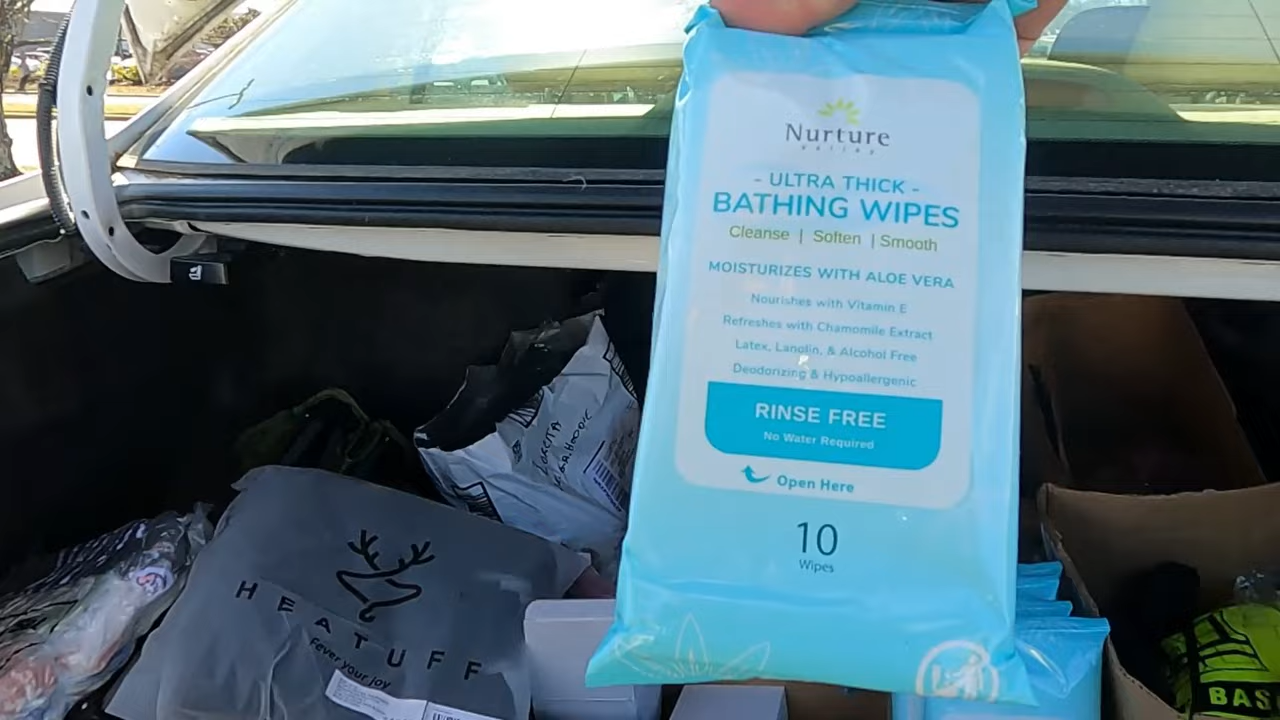 Nurture
Valley
- ULTRA THICK -
BATHING WIPES
Cleanse | Soften | Smooth
MOISTURIZES WITH ALOE VERA
Nourishes with Vitamin E
Refreshes with Chamomile Extract
Latex, Lanolin, & Alcohol Free
Deodorizing & Hypoallergenic
RINSE FREE
No Water Required
Open Here
10
Wipes
HEATUFF
Fever your joy
BAS